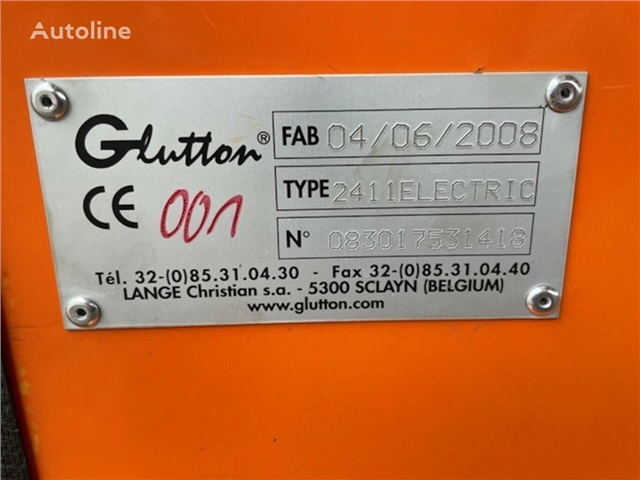 Autoline
Glutton®
FAB 04/06/2008
CE 001
TYPE 2411ELECTRIC
N° 083017531418
Tél. 32-(0)85.31.04.30 - Fax 32-(0)85.31.04.40
LANGE Christian s.a. - 5300 SCLAYN (BELGIUM)
www.glutton.com